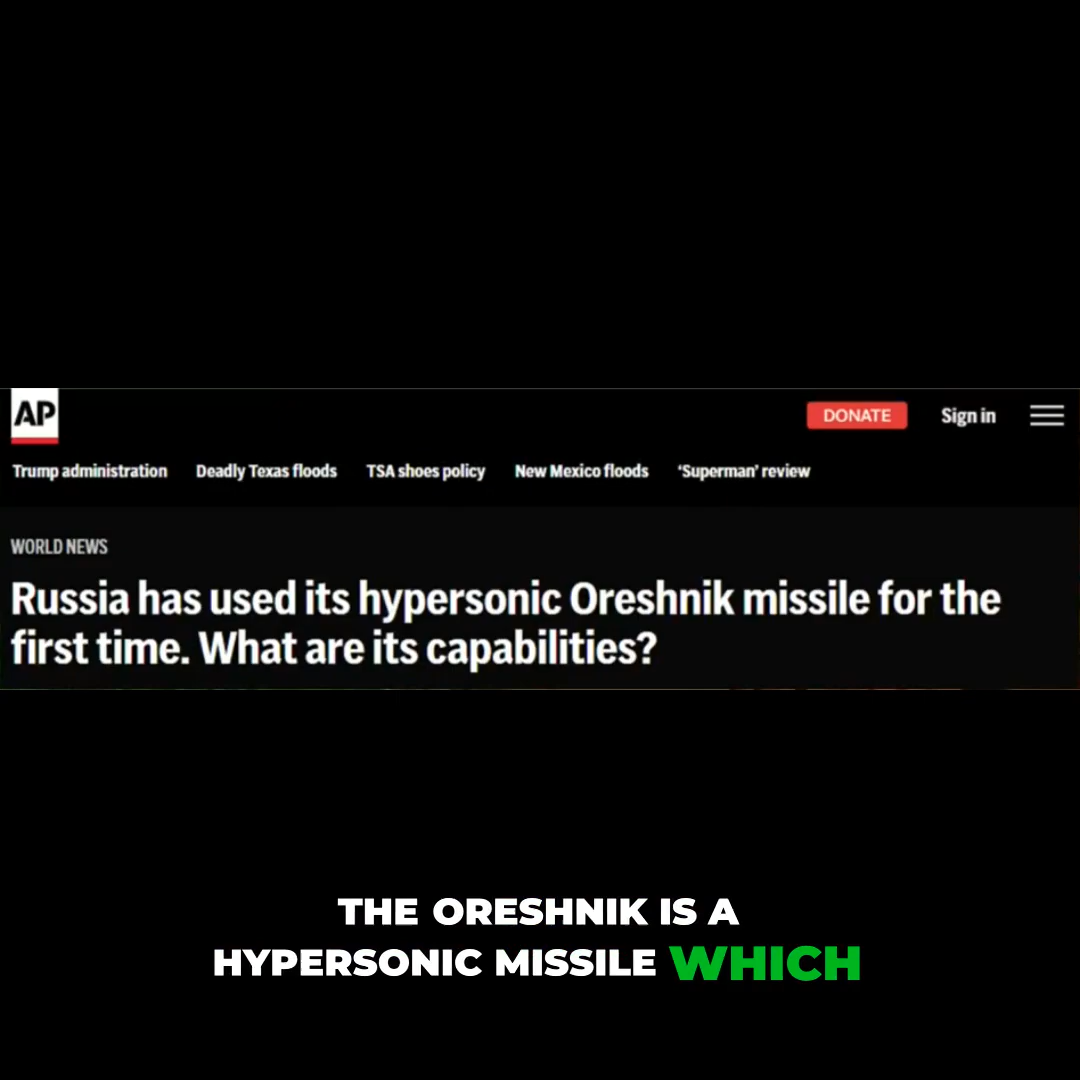 AP
DONATE Sign in
Trump administration Deadly Texas floods TSA shoes policy New Mexico floods ‘Superman’ review
WORLD NEWS
Russia has used its hypersonic Oreshnik missile for the
first time. What are its capabilities?
THE ORESHNIK IS A
HYPERSONIC MISSILE WHICH